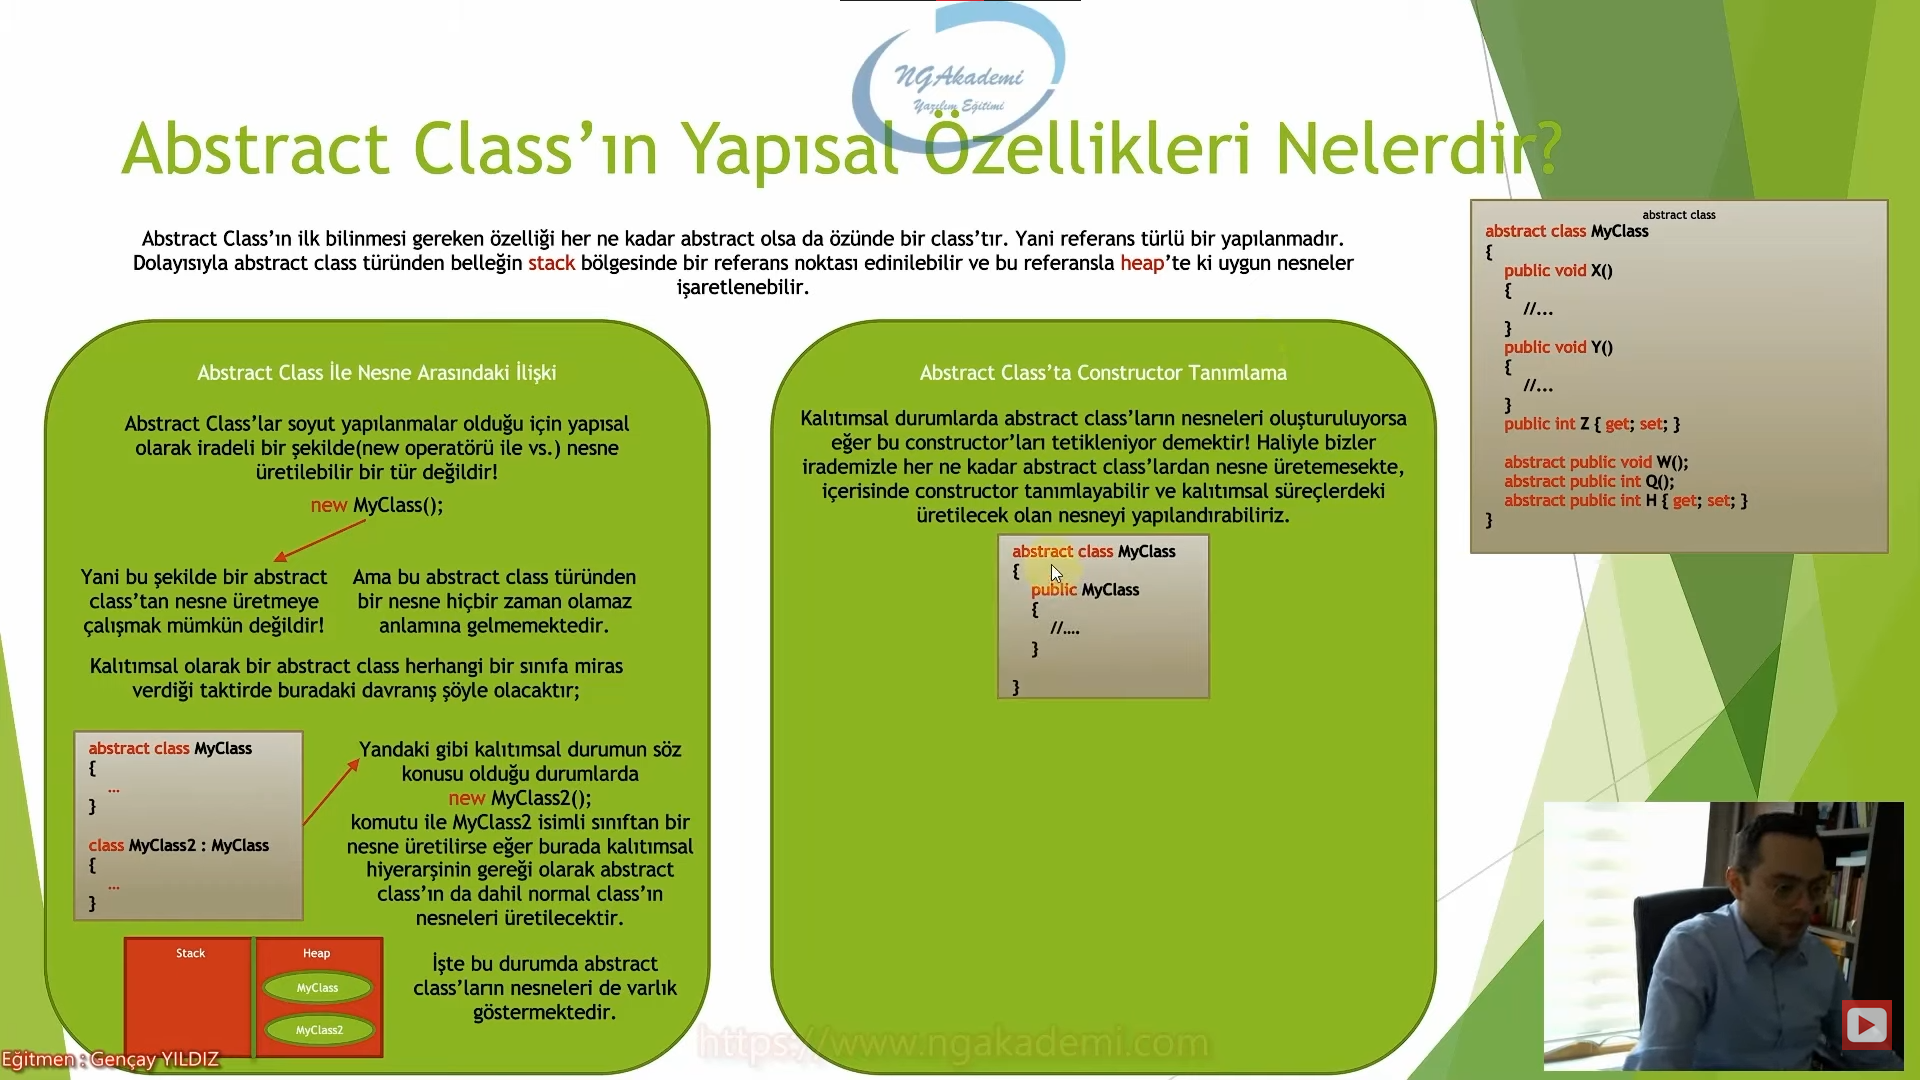 NGAkademi
Yazılım Eğitimi
Abstract Class’ın Yapısal Özellikleri Nelerdir?
Abstract Class’ın ilk bilinmesi gereken özelliği her ne kadar abstract olsa da özünde bir class’tır. Yani referans türlü bir yapılanmadır.
Dolayısıyla abstract class türünden belleğin stack bölgesinde bir referans noktası edinilebilir ve bu referansla heap’te ki uygun nesneler
işaretlenebilir.
Abstract Class İle Nesne Arasındaki İlişki
Abstract Class’lar soyut yapılanmalar olduğu için yapısal
olarak iradeli bir şekilde(new operatörü ile vs.) nesne
üretilebilir bir tür değildir!
new MyClass();
Yani bu şekilde bir abstract
class’tan nesne üretmeye
çalışmak mümkün değildir!
Ama bu abstract class türünden
bir nesne hiçbir zaman olamaz
anlamına gelmemektedir.
Kalıtımsal olarak bir abstract class herhangi bir sınıfa miras
verdiği taktirde buradaki davranış şöyle olacaktır;
abstract class MyClass
{
...
}
class MyClass2 : MyClass
{
...
}
Yandaki gibi kalıtımsal durumun söz
konusu olduğu durumlarda
new MyClass2();
komutu ile MyClass2 isimli sınıftan bir
nesne üretilirse eğer burada kalıtımsal
hiyerarşinin gereği olarak abstract
class’ın da dahil normal class’ın
nesneleri üretilecektir.
Stack
Heap
MyClass
MyClass2
İşte bu durumda abstract
class’ların nesneleri de varlık
göstermektedir.
Abstract Class’ta Constructor Tanımlama
Kalıtımsal durumlarda abstract class’ların nesneleri oluşturuluyorsa
eğer bu constructor’ları tetikleniyor demektir! Haliyle bizler
irademizle her ne kadar abstract class’lardan nesne üretemesekte,
içerisinde constructor tanımlayabilir ve kalıtımsal süreçlerdeki
üretilecek olan nesneyi yapılandırabiliriz.
abstract class MyClass
{
public MyClass
{
//....
}
}
abstract class
abstract class MyClass
{
public void X()
{
//...
}
public void Y()
{
//...
}
public int Z { get; set; }
abstract public void W();
abstract public int Q();
abstract public int H { get; set; }
}
Eğitmen : Gençay YILDIZ
https://www.ngakademi.com